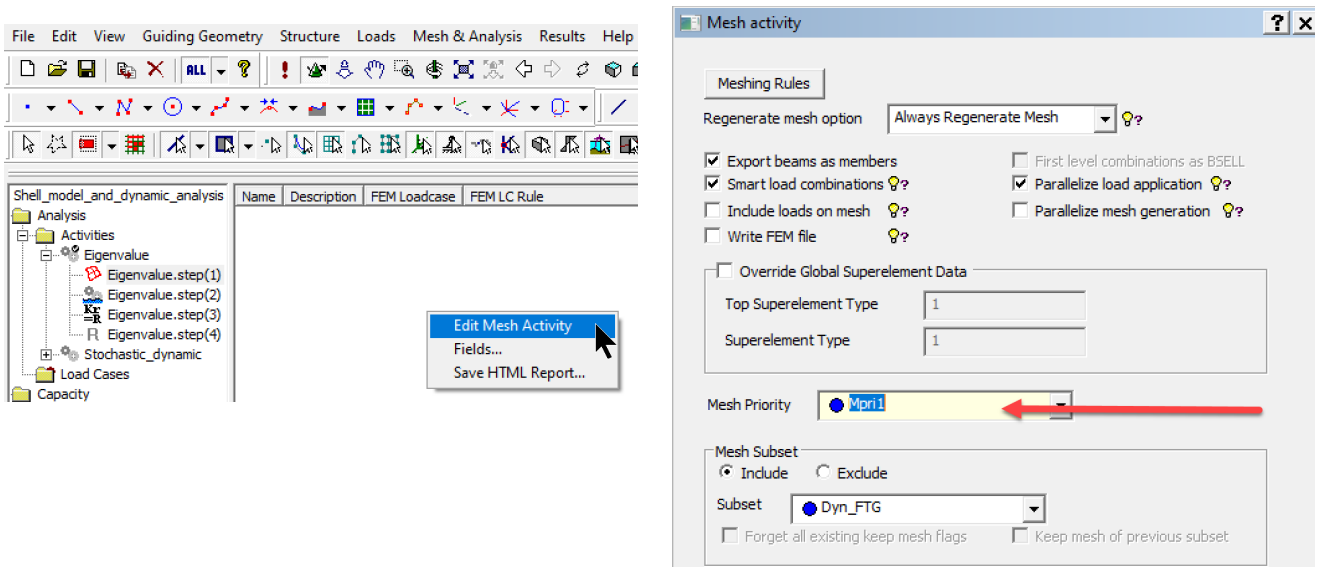 File Edit View Guiding Geometry Structure Loads Mesh & Analysis Results Help
ALL
Shell_model_and_dynamic_analysis
Analysis
Activities
Eigenvalue
Eigenvalue.step(1)
Eigenvalue.step(2)
Eigenvalue.step(3)
R Eigenvalue.step(4)
Stochastic_dynamic
Load Cases
Capacity
Name Description FEM Loadcase FEM LC Rule
Edit Mesh Activity
Fields...
Save HTML Report...
Mesh activity
Meshing Rules
Regenerate mesh option Always Regenerate Mesh
Export beams as members First level combinations as BSELL
Smart load combinations Parallelize load application
Include loads on mesh Parallelize mesh generation
Write FEM file
Override Global Superelement Data
Top Superelement Type 1
Superelement Type 1
Mesh Priority Mpri1
Mesh Subset
Include Exclude
Subset Dyn_FTG
Forget all existing keep mesh flags Keep mesh of previous subset